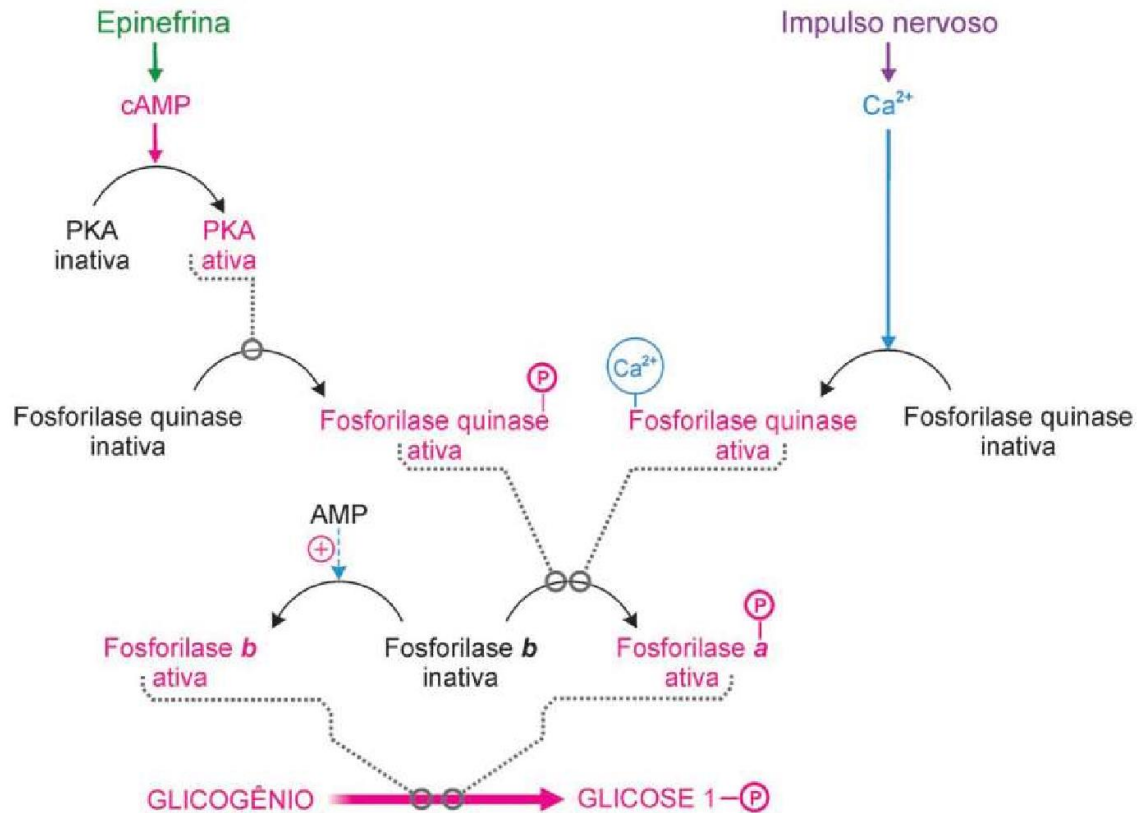 Epinefrina
Impulso nervoso
cAMP
Ca²⁺
PKA
inativa
PKA
ativa
P
Ca²⁺
Fosforilase quinase
inativa
Fosforilase quinase
ativa
Fosforilase quinase
ativa
Fosforilase quinase
inativa
AMP
+
P
Fosforilase b
ativa
Fosforilase b
inativa
Fosforilase a
ativa
GLICOGÊNIO
GLICOSE 1–P